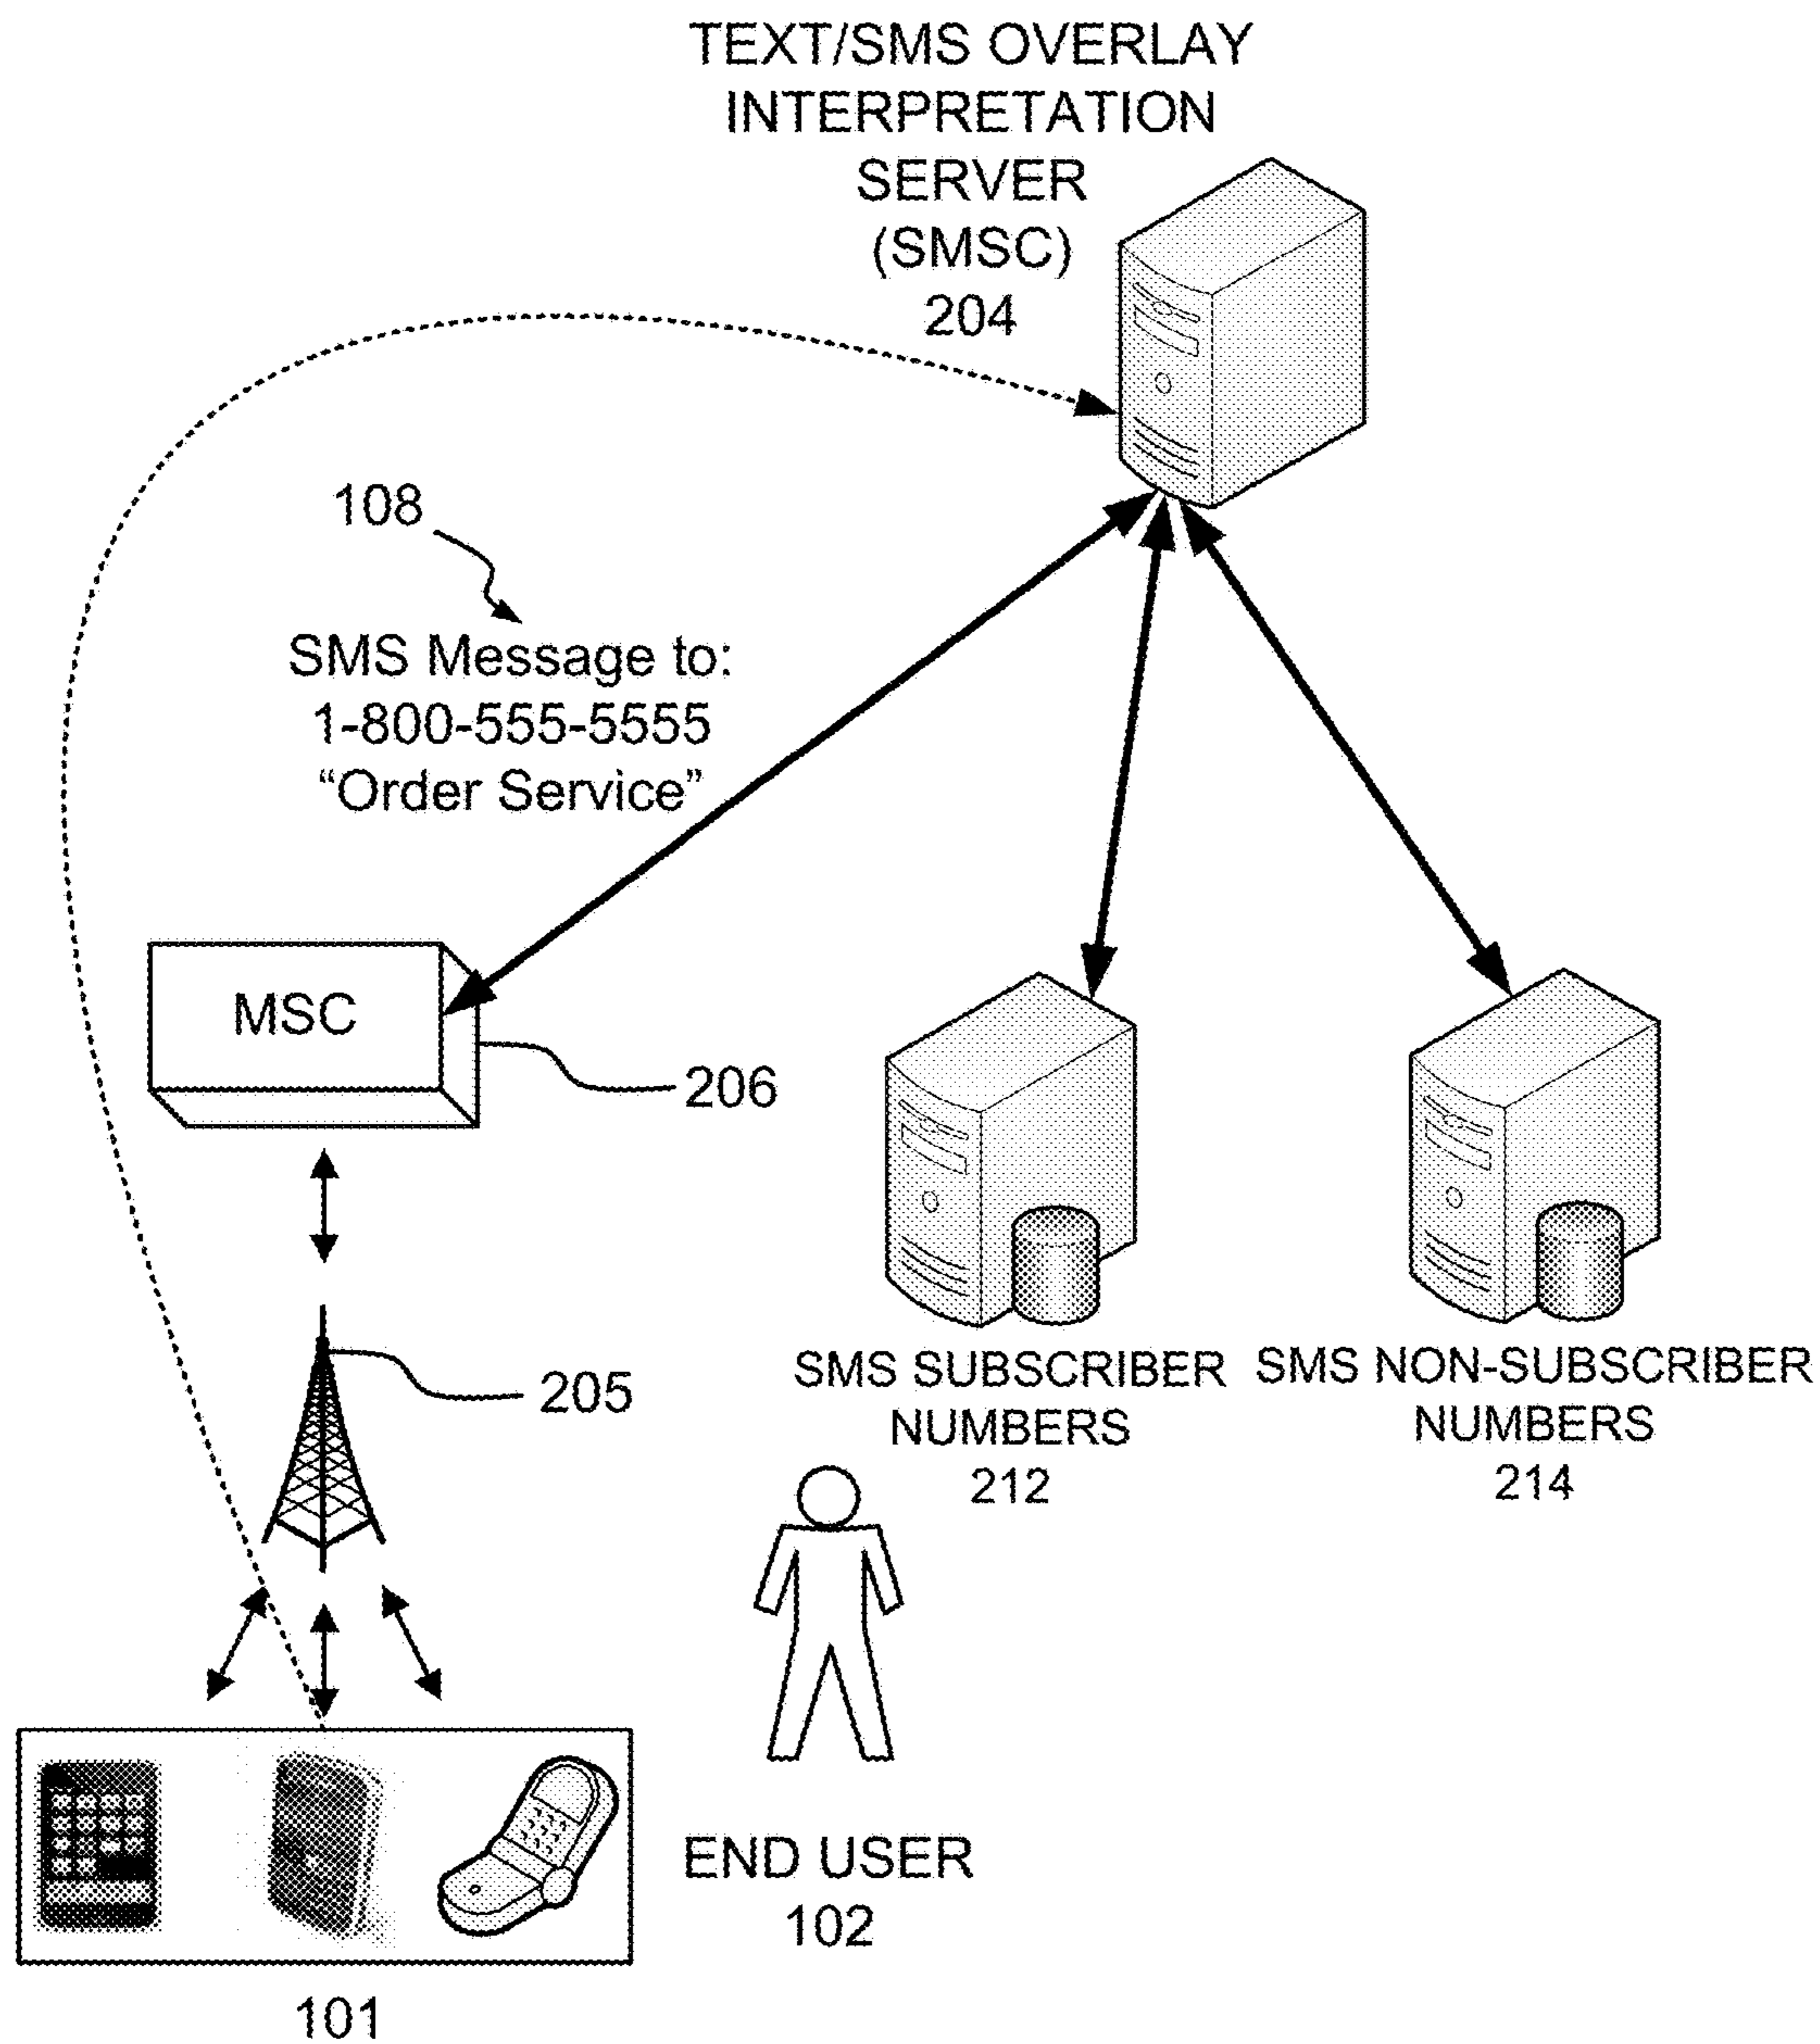 TEXT/SMS OVERLAY
INTERPRETATION
SERVER
(SMSC)
204
108
SMS Message to:
1-800-555-5555
“Order Service”
MSC
206
205
SMS SUBSCRIBER
NUMBERS
212
SMS NON-SUBSCRIBER
NUMBERS
214
END USER
102
101